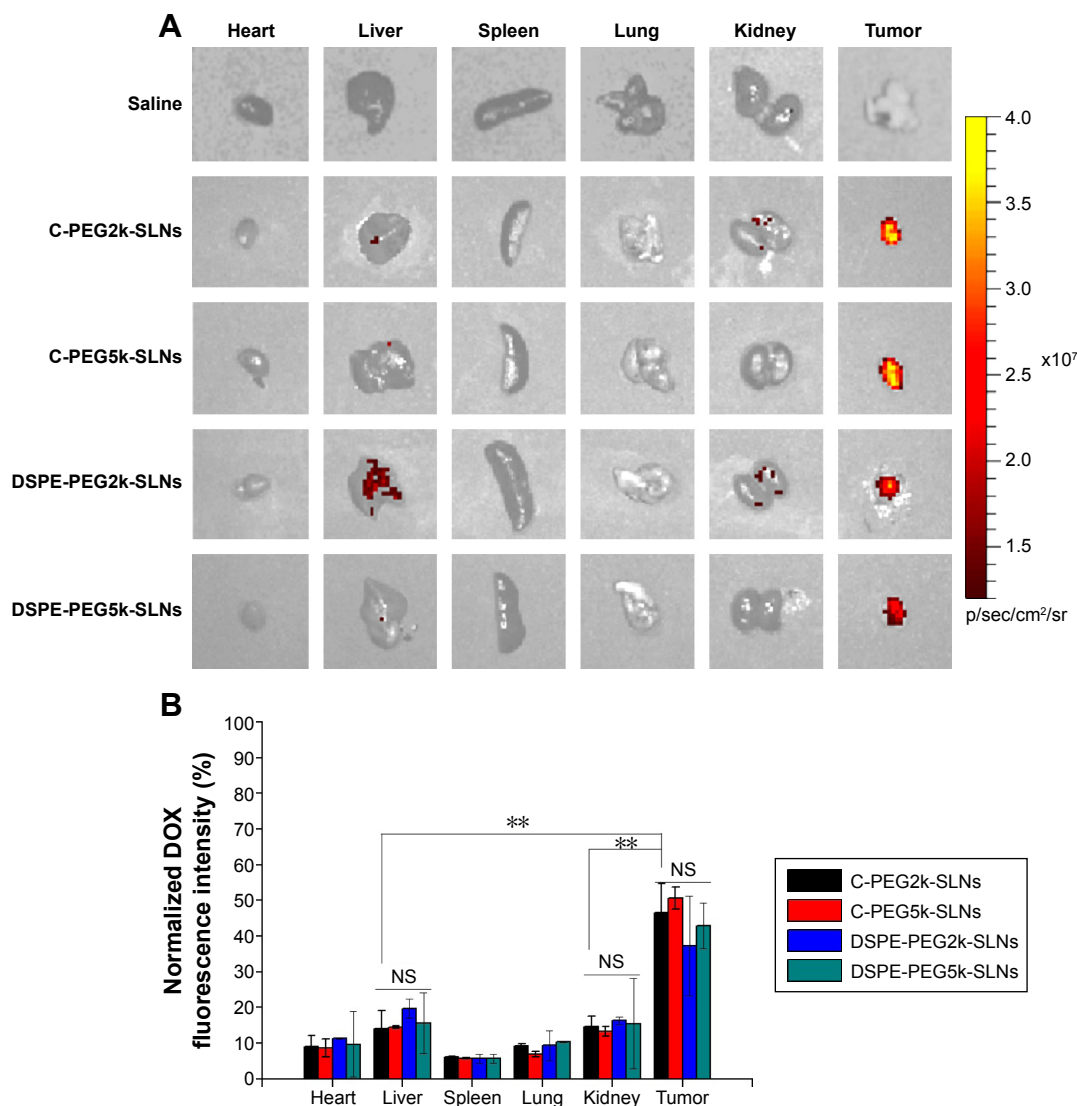 A
Heart Liver Spleen Lung Kidney Tumor
Saline
C-PEG2k-SLNs
C-PEG5k-SLNs
DSPE-PEG2k-SLNs
DSPE-PEG5k-SLNs
4.0
3.0
2.5
x10⁷
2.0
1.5
p/sec/cm²/sr
B
Normalized DOX
fluorescence intensity (%)
100
90
80
70
60
50
40
30
20
10
0
**
**
NS
NS
NS
Heart Liver Spleen Lung Kidney Tumor
C-PEG2k-SLNs
C-PEG5k-SLNs
DSPE-PEG2k-SLNs
DSPE-PEG5k-SLNs